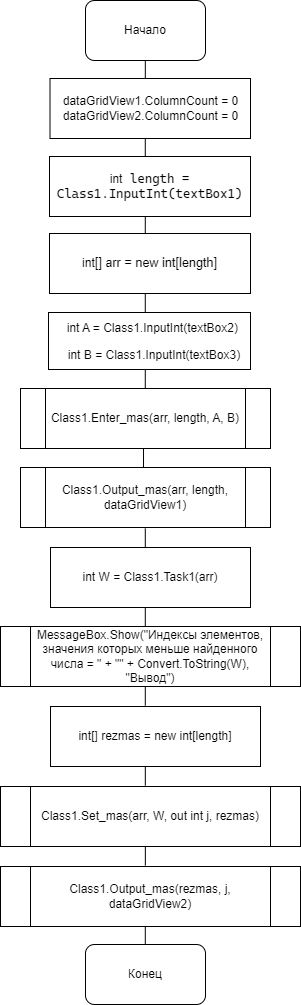 Начало
dataGridView1.ColumnCount = 0
dataGridView2.ColumnCount = 0
int length =
Class1.InputInt(textBox1)
int[] arr = new int[length]
int A = Class1.InputInt(textBox2)
int B = Class1.InputInt(textBox3)
Class1.Enter_mas(arr, length, A, B)
Class1.Output_mas(arr, length,
dataGridView1)
int W = Class1.Task1(arr)
MessageBox.Show("Индексы элементов,
значения которых меньше найденного
числа = " + "" + Convert.ToString(W),
"Вывод")
int[] rezmas = new int[length]
Class1.Set_mas(arr, W, out int j, rezmas)
Class1.Output_mas(rezmas, j,
dataGridView2)
Конец